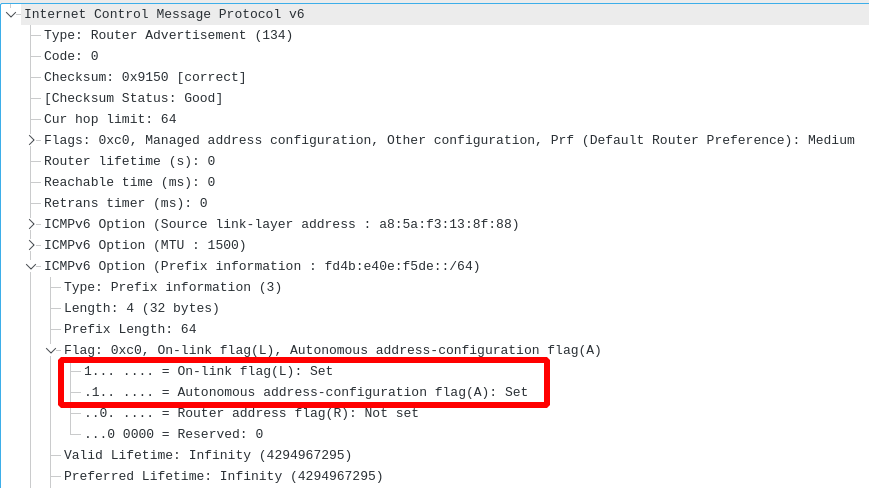 Internet Control Message Protocol v6
Type: Router Advertisement (134)
Code: 0
Checksum: 0x9150 [correct]
[Checksum Status: Good]
Cur hop limit: 64
Flags: 0xc0, Managed address configuration, Other configuration, Prf (Default Router Preference): Medium
Router lifetime (s): 0
Reachable time (ms): 0
Retrans timer (ms): 0
ICMPv6 Option (Source link-layer address : a8:5a:f3:13:8f:88)
ICMPv6 Option (MTU : 1500)
ICMPv6 Option (Prefix information : fd4b:e40e:f5de::/64)
Type: Prefix information (3)
Length: 4 (32 bytes)
Prefix Length: 64
Flag: 0xc0, On-link flag(L), Autonomous address-configuration flag(A)
1... .... = On-link flag(L): Set
.1.. .... = Autonomous address-configuration flag(A): Set
..0. .... = Router address flag(R): Not set
...0 0000 = Reserved: 0
Valid Lifetime: Infinity (4294967295)
Preferred Lifetime: Infinity (4294967295)